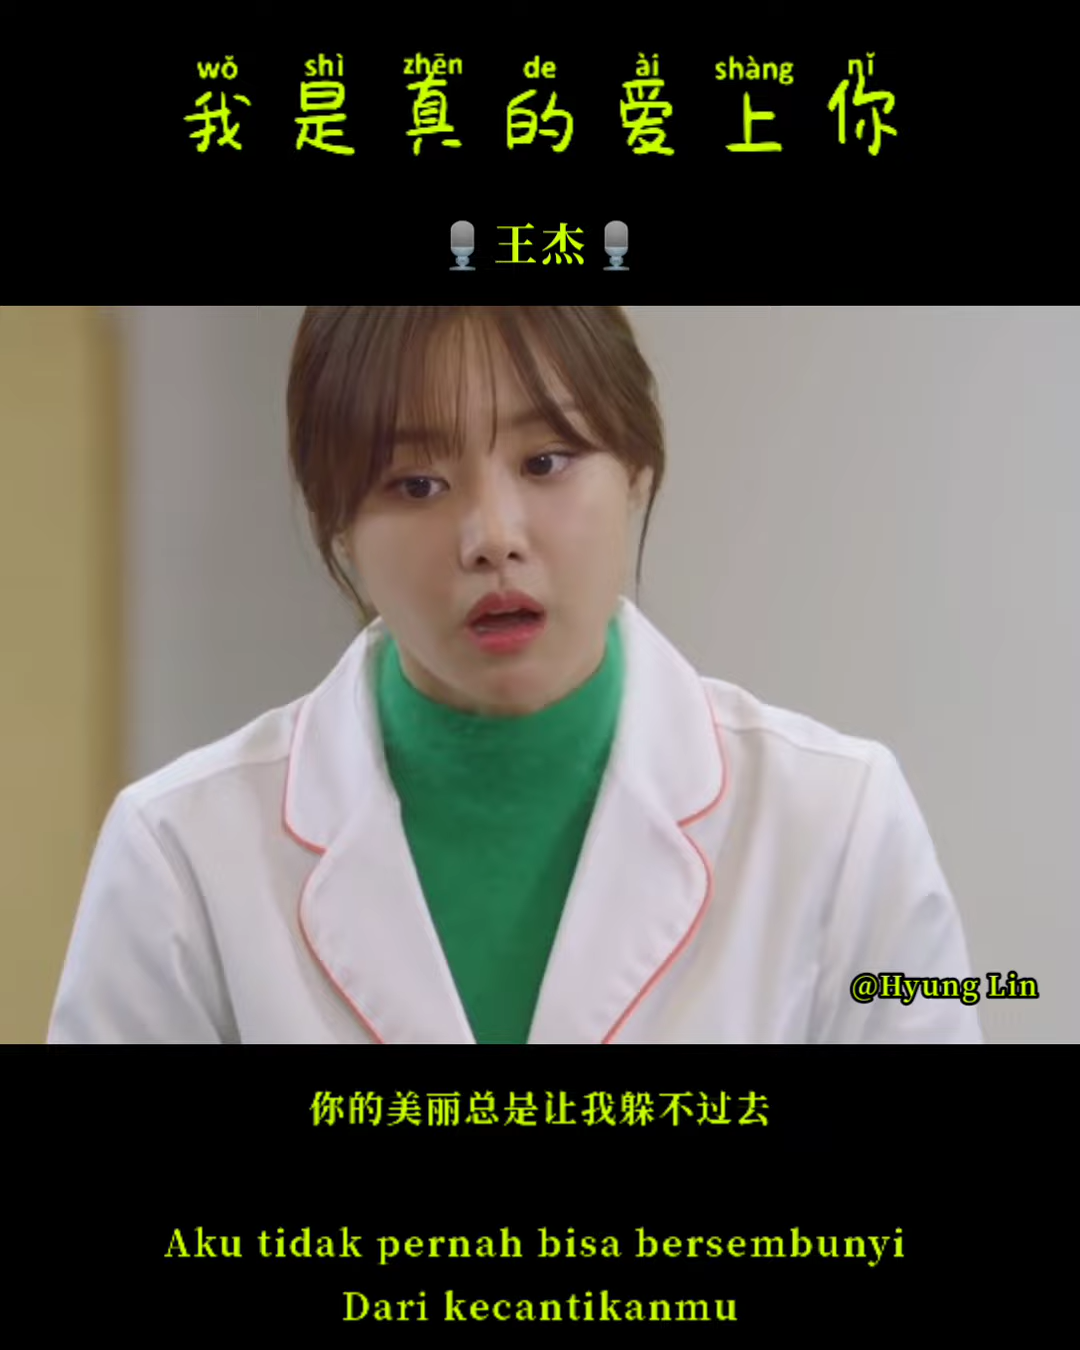 wǒ shì zhēn de ài shàng nǐ
我是真的爱上你
王杰
@Hyung Lin
你的美丽总是让我躲不过去
Aku tidak pernah bisa bersembunyi
Dari kecantikanmu